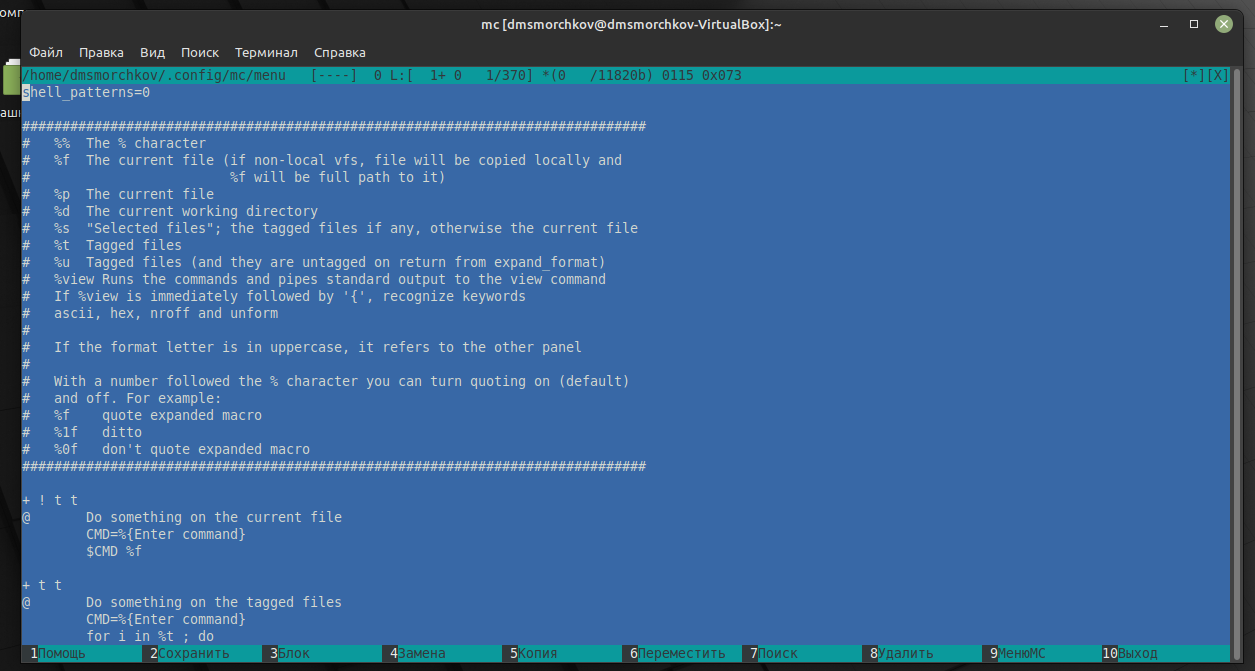 омп
mc [dmsmorchkov@dmsmorchkov-VirtualBox]:~
Файл Правка Вид Поиск Терминал Справка
/home/dmsmorchkov/.config/mc/menu   [----]  0 L:[  1+ 0   1/370] *(0   /11820b) 0115 0x073   [*][X]
shell_patterns=0
##############################################################################
#   %%  The % character
#   %f  The current file (if non-local vfs, file will be copied locally and
#                         %f will be full path to it)
#   %p  The current file
#   %d  The current working directory
#   %s  "Selected files"; the tagged files if any, otherwise the current file
#   %t  Tagged files
#   %u  Tagged files (and they are untagged on return from expand_format)
#   %view Runs the commands and pipes standard output to the view command
#   If %view is immediately followed by '{', recognize keywords
#   ascii, hex, nroff and unform
#
#   If the format letter is in uppercase, it refers to the other panel
#
#   With a number followed the % character you can turn quoting on (default)
#   and off. For example:
#   %f    quote expanded macro
#   %1f   ditto
#   %0f   don't quote expanded macro
##############################################################################
+ ! t t
@       Do something on the current file
        CMD=%{Enter command}
        $CMD %f
+ t t
@       Do something on the tagged files
        CMD=%{Enter command}
        for i in %t ; do
1Помощь 2Сохранить 3Блок 4Замена 5Копия 6Переместить 7Поиск 8Удалить 9МенюMC 10Выход